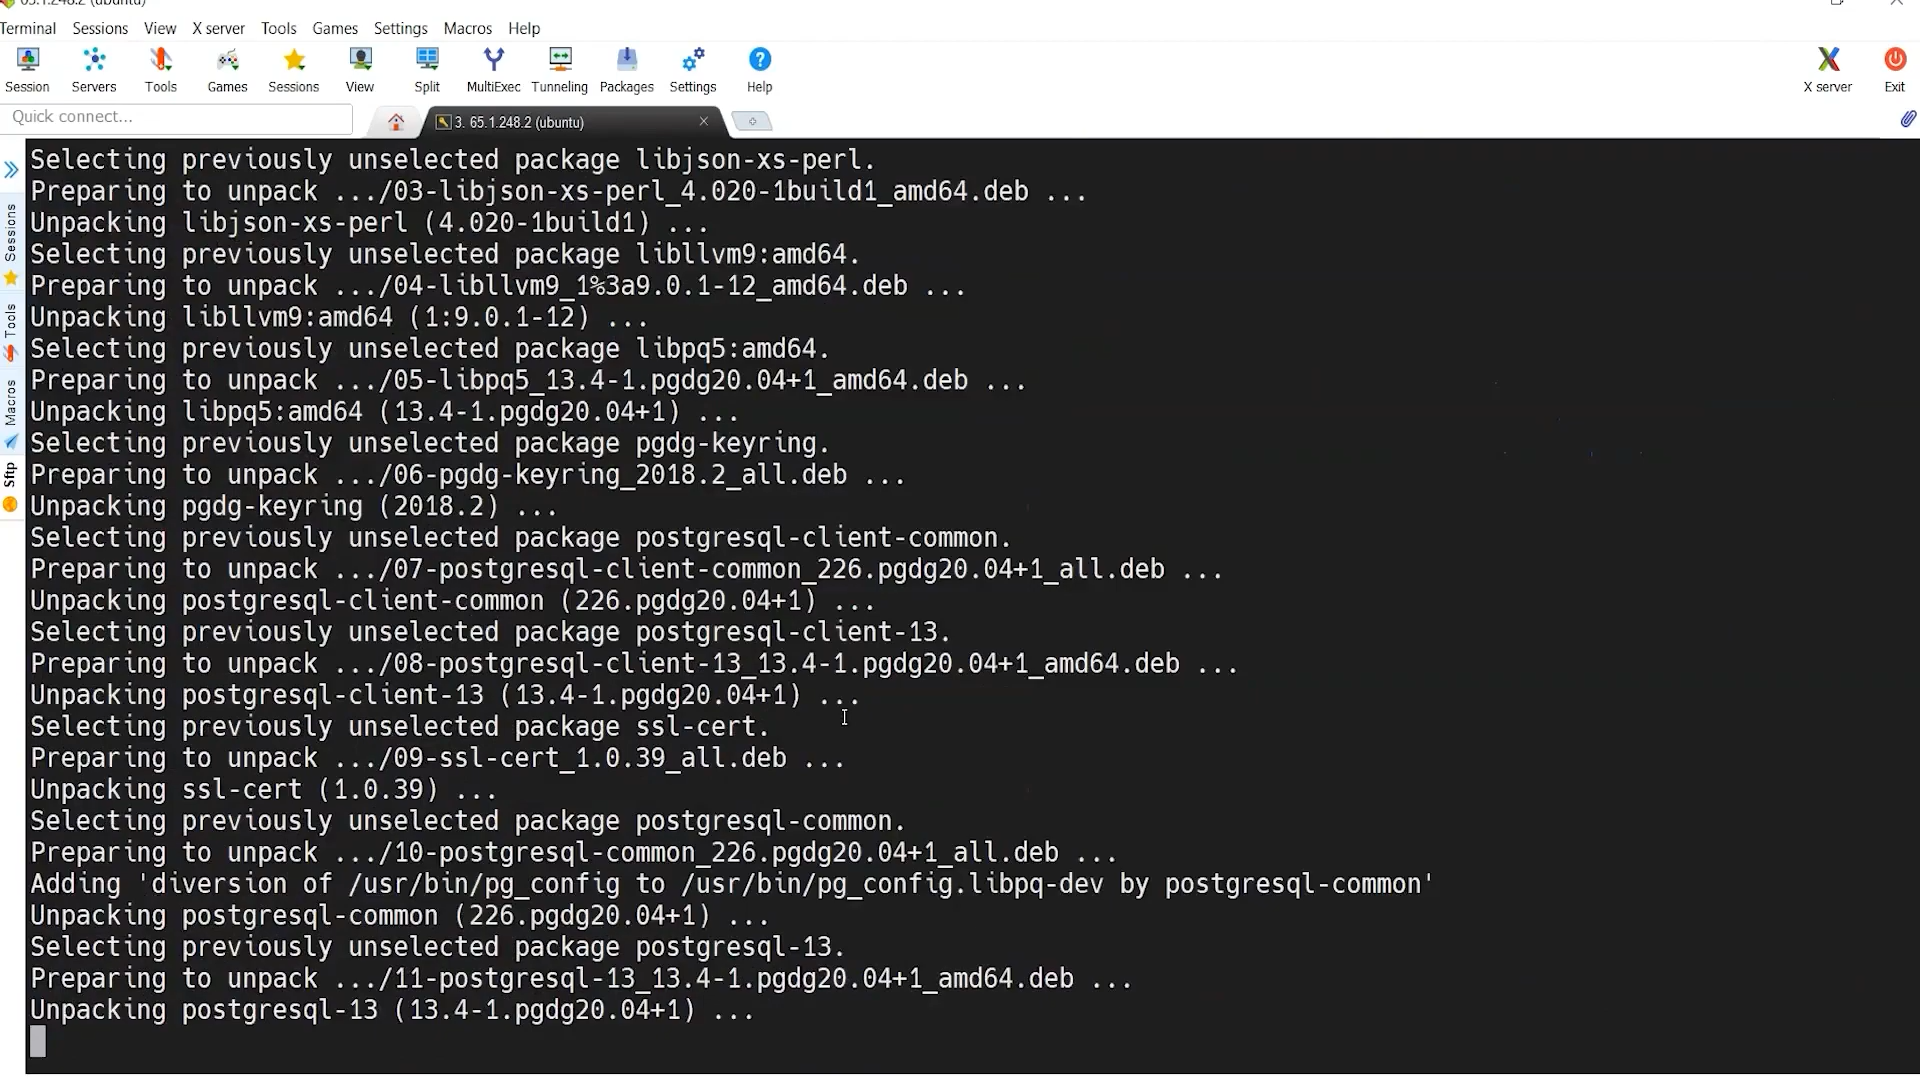 65.1.248.2 (ubuntu)
Terminal Sessions View X server Tools Games Settings Macros Help
Session Servers Tools Games Sessions View Split MultiExec Tunneling Packages Settings Help X server Exit
Quick connect...
3. 65.1.248.2 (ubuntu)
Sessions
Tools
Macros
Sftp
Selecting previously unselected package libjson-xs-perl.
Preparing to unpack .../03-libjson-xs-perl_4.020-1build1_amd64.deb ...
Unpacking libjson-xs-perl (4.020-1build1) ...
Selecting previously unselected package libllvm9:amd64.
Preparing to unpack .../04-libllvm9_1%3a9.0.1-12_amd64.deb ...
Unpacking libllvm9:amd64 (1:9.0.1-12) ...
Selecting previously unselected package libpq5:amd64.
Preparing to unpack .../05-libpq5_13.4-1.pgdg20.04+1_amd64.deb ...
Unpacking libpq5:amd64 (13.4-1.pgdg20.04+1) ...
Selecting previously unselected package pgdg-keyring.
Preparing to unpack .../06-pgdg-keyring_2018.2_all.deb ...
Unpacking pgdg-keyring (2018.2) ...
Selecting previously unselected package postgresql-client-common.
Preparing to unpack .../07-postgresql-client-common_226.pgdg20.04+1_all.deb ...
Unpacking postgresql-client-common (226.pgdg20.04+1) ...
Selecting previously unselected package postgresql-client-13.
Preparing to unpack .../08-postgresql-client-13_13.4-1.pgdg20.04+1_amd64.deb ...
Unpacking postgresql-client-13 (13.4-1.pgdg20.04+1) ...
Selecting previously unselected package ssl-cert.
Preparing to unpack .../09-ssl-cert_1.0.39_all.deb ...
Unpacking ssl-cert (1.0.39) ...
Selecting previously unselected package postgresql-common.
Preparing to unpack .../10-postgresql-common_226.pgdg20.04+1_all.deb ...
Adding 'diversion of /usr/bin/pg_config to /usr/bin/pg_config.libpq-dev by postgresql-common'
Unpacking postgresql-common (226.pgdg20.04+1) ...
Selecting previously unselected package postgresql-13.
Preparing to unpack .../11-postgresql-13_13.4-1.pgdg20.04+1_amd64.deb ...
Unpacking postgresql-13 (13.4-1.pgdg20.04+1) ...